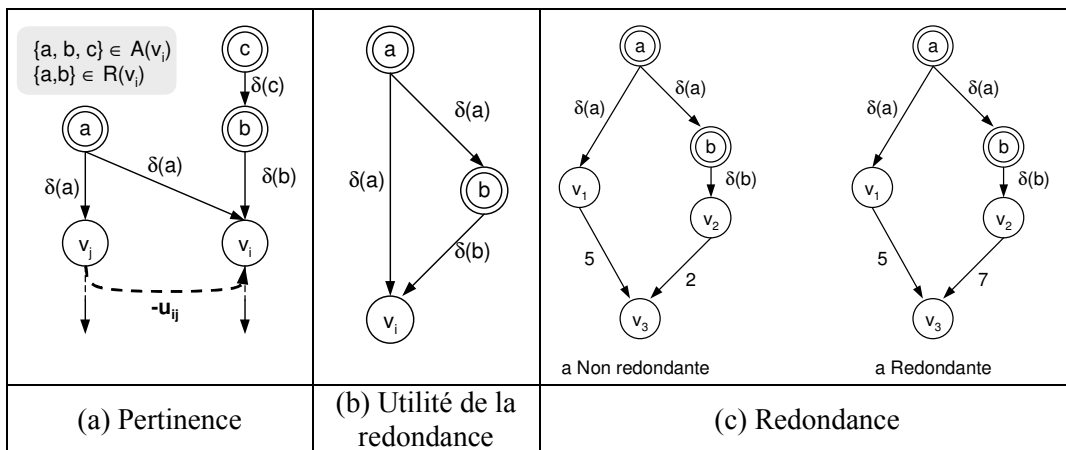 {a, b, c} ∈ A(vᵢ)
{a,b} ∈ R(vᵢ)
c
δ(c)
a
b
δ(a)
δ(a)
δ(b)
vⱼ
vᵢ
-uᵢⱼ
a
δ(a)
δ(a)
b
δ(b)
vᵢ
a
δ(a)
δ(a)
b
v₁
δ(b)
v₂
5
2
v₃
a Non redondante
a
δ(a)
δ(a)
b
v₁
δ(b)
v₂
5
7
v₃
a Redondante
(a) Pertinence
(b) Utilité de la
redondance
(c) Redondance